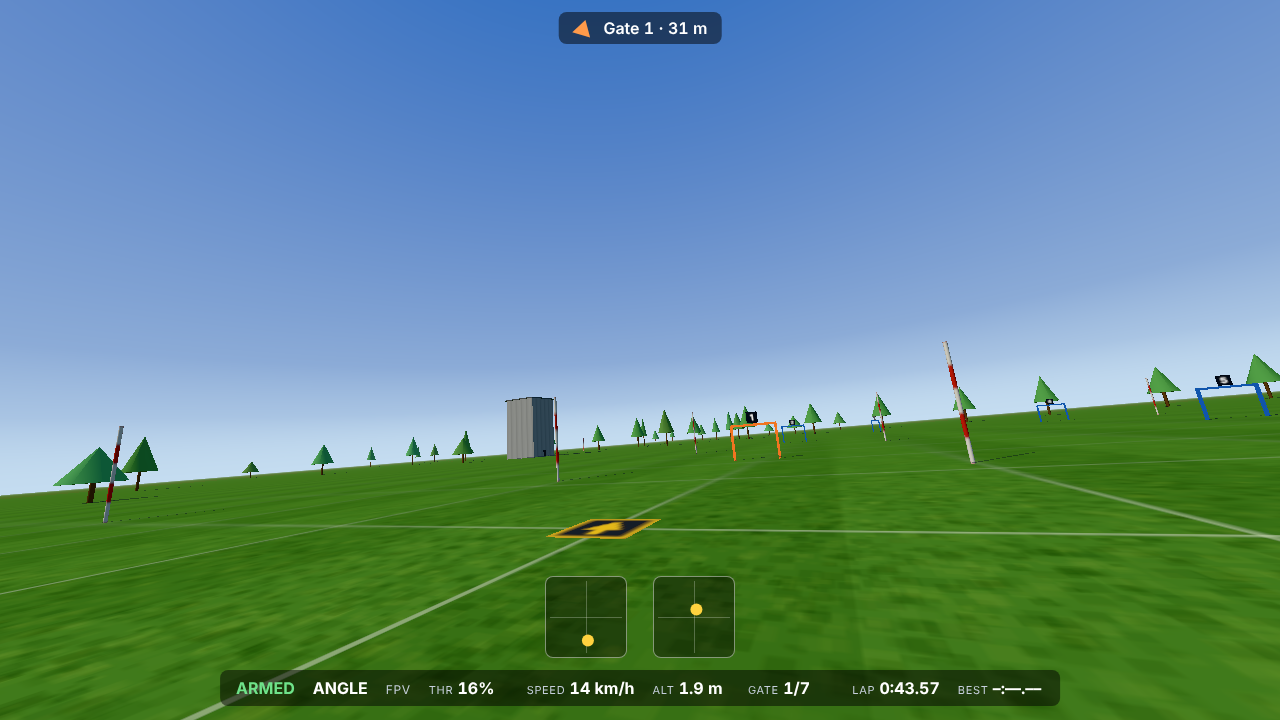 Gate 1 · 31 m
1
ARMED ANGLE FPV THR 16% SPEED 14 km/h ALT 1.9 m GATE 1/7 LAP 0:43.57 BEST –:––.––